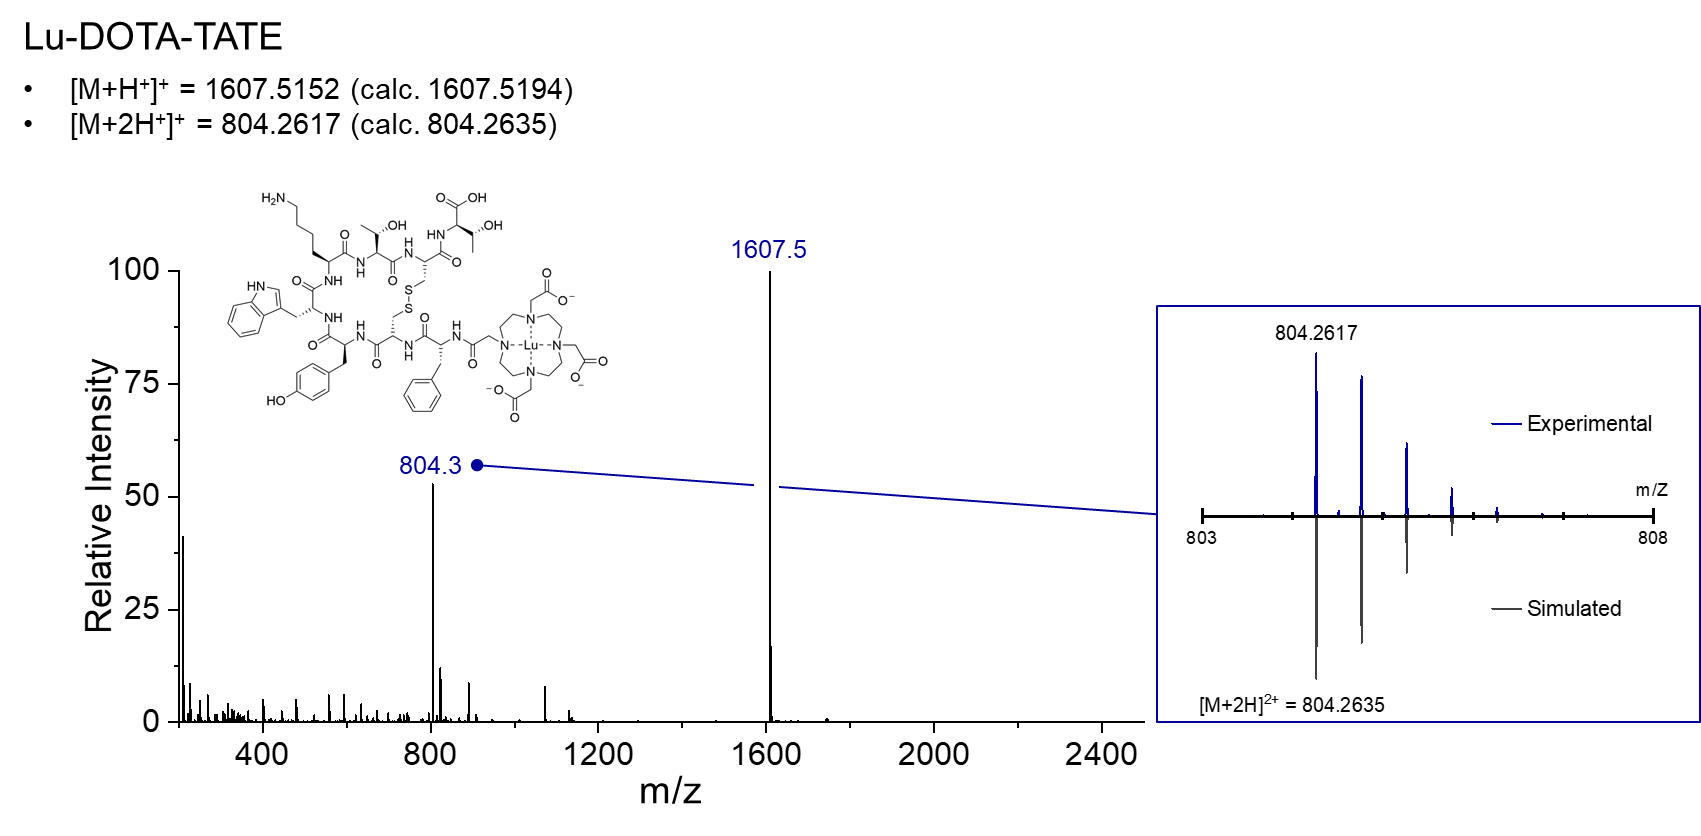 Lu-DOTA-TATE
• [M+H⁺]⁺ = 1607.5152 (calc. 1607.5194)
• [M+2H⁺]⁺ = 804.2617 (calc. 804.2635)
H₂N
O
OH
OH
O
HN
OH
H
N
O
N
H
O
O
NH
O
HN
S
S
O
O⁻
NH
O
H
N
O
H
N
N
O
N
H
O
N
Lu
N
O
O⁻
N
⁻O
O
HO
1607.5
804.3
100
75
50
25
0
Relative Intensity
400
800
1200
1600
2000
2400
m/z
804.2617
Experimental
m/Z
803
808
Simulated
[M+2H]²⁺ = 804.2635